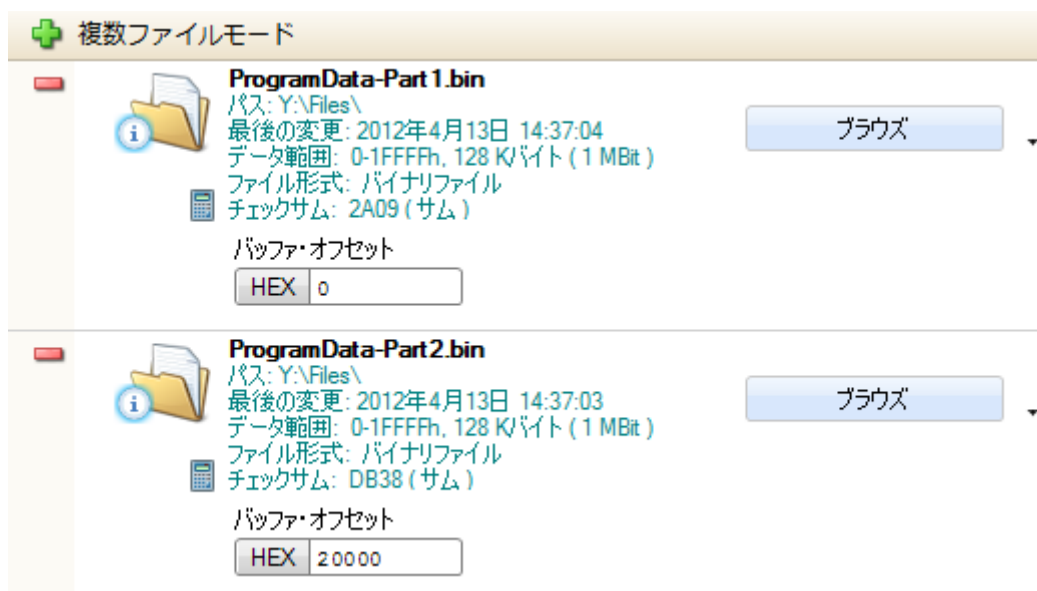 複数ファイルモード
ProgramData-Part1.bin
パス: Y:\Files\
最後の変更: 2012年4月13日 14:37:04
データ範囲: 0-1FFFFh, 128 Kバイト ( 1 MBit )
ファイル形式: バイナリファイル
チェックサム: 2A09 ( サム )
ブラウズ
バッファ・オフセット
HEX 0
ProgramData-Part2.bin
パス: Y:\Files\
最後の変更: 2012年4月13日 14:37:03
データ範囲: 0-1FFFFh, 128 Kバイト ( 1 MBit )
ファイル形式: バイナリファイル
チェックサム: DB38 ( サム )
ブラウズ
バッファ・オフセット
HEX 20000